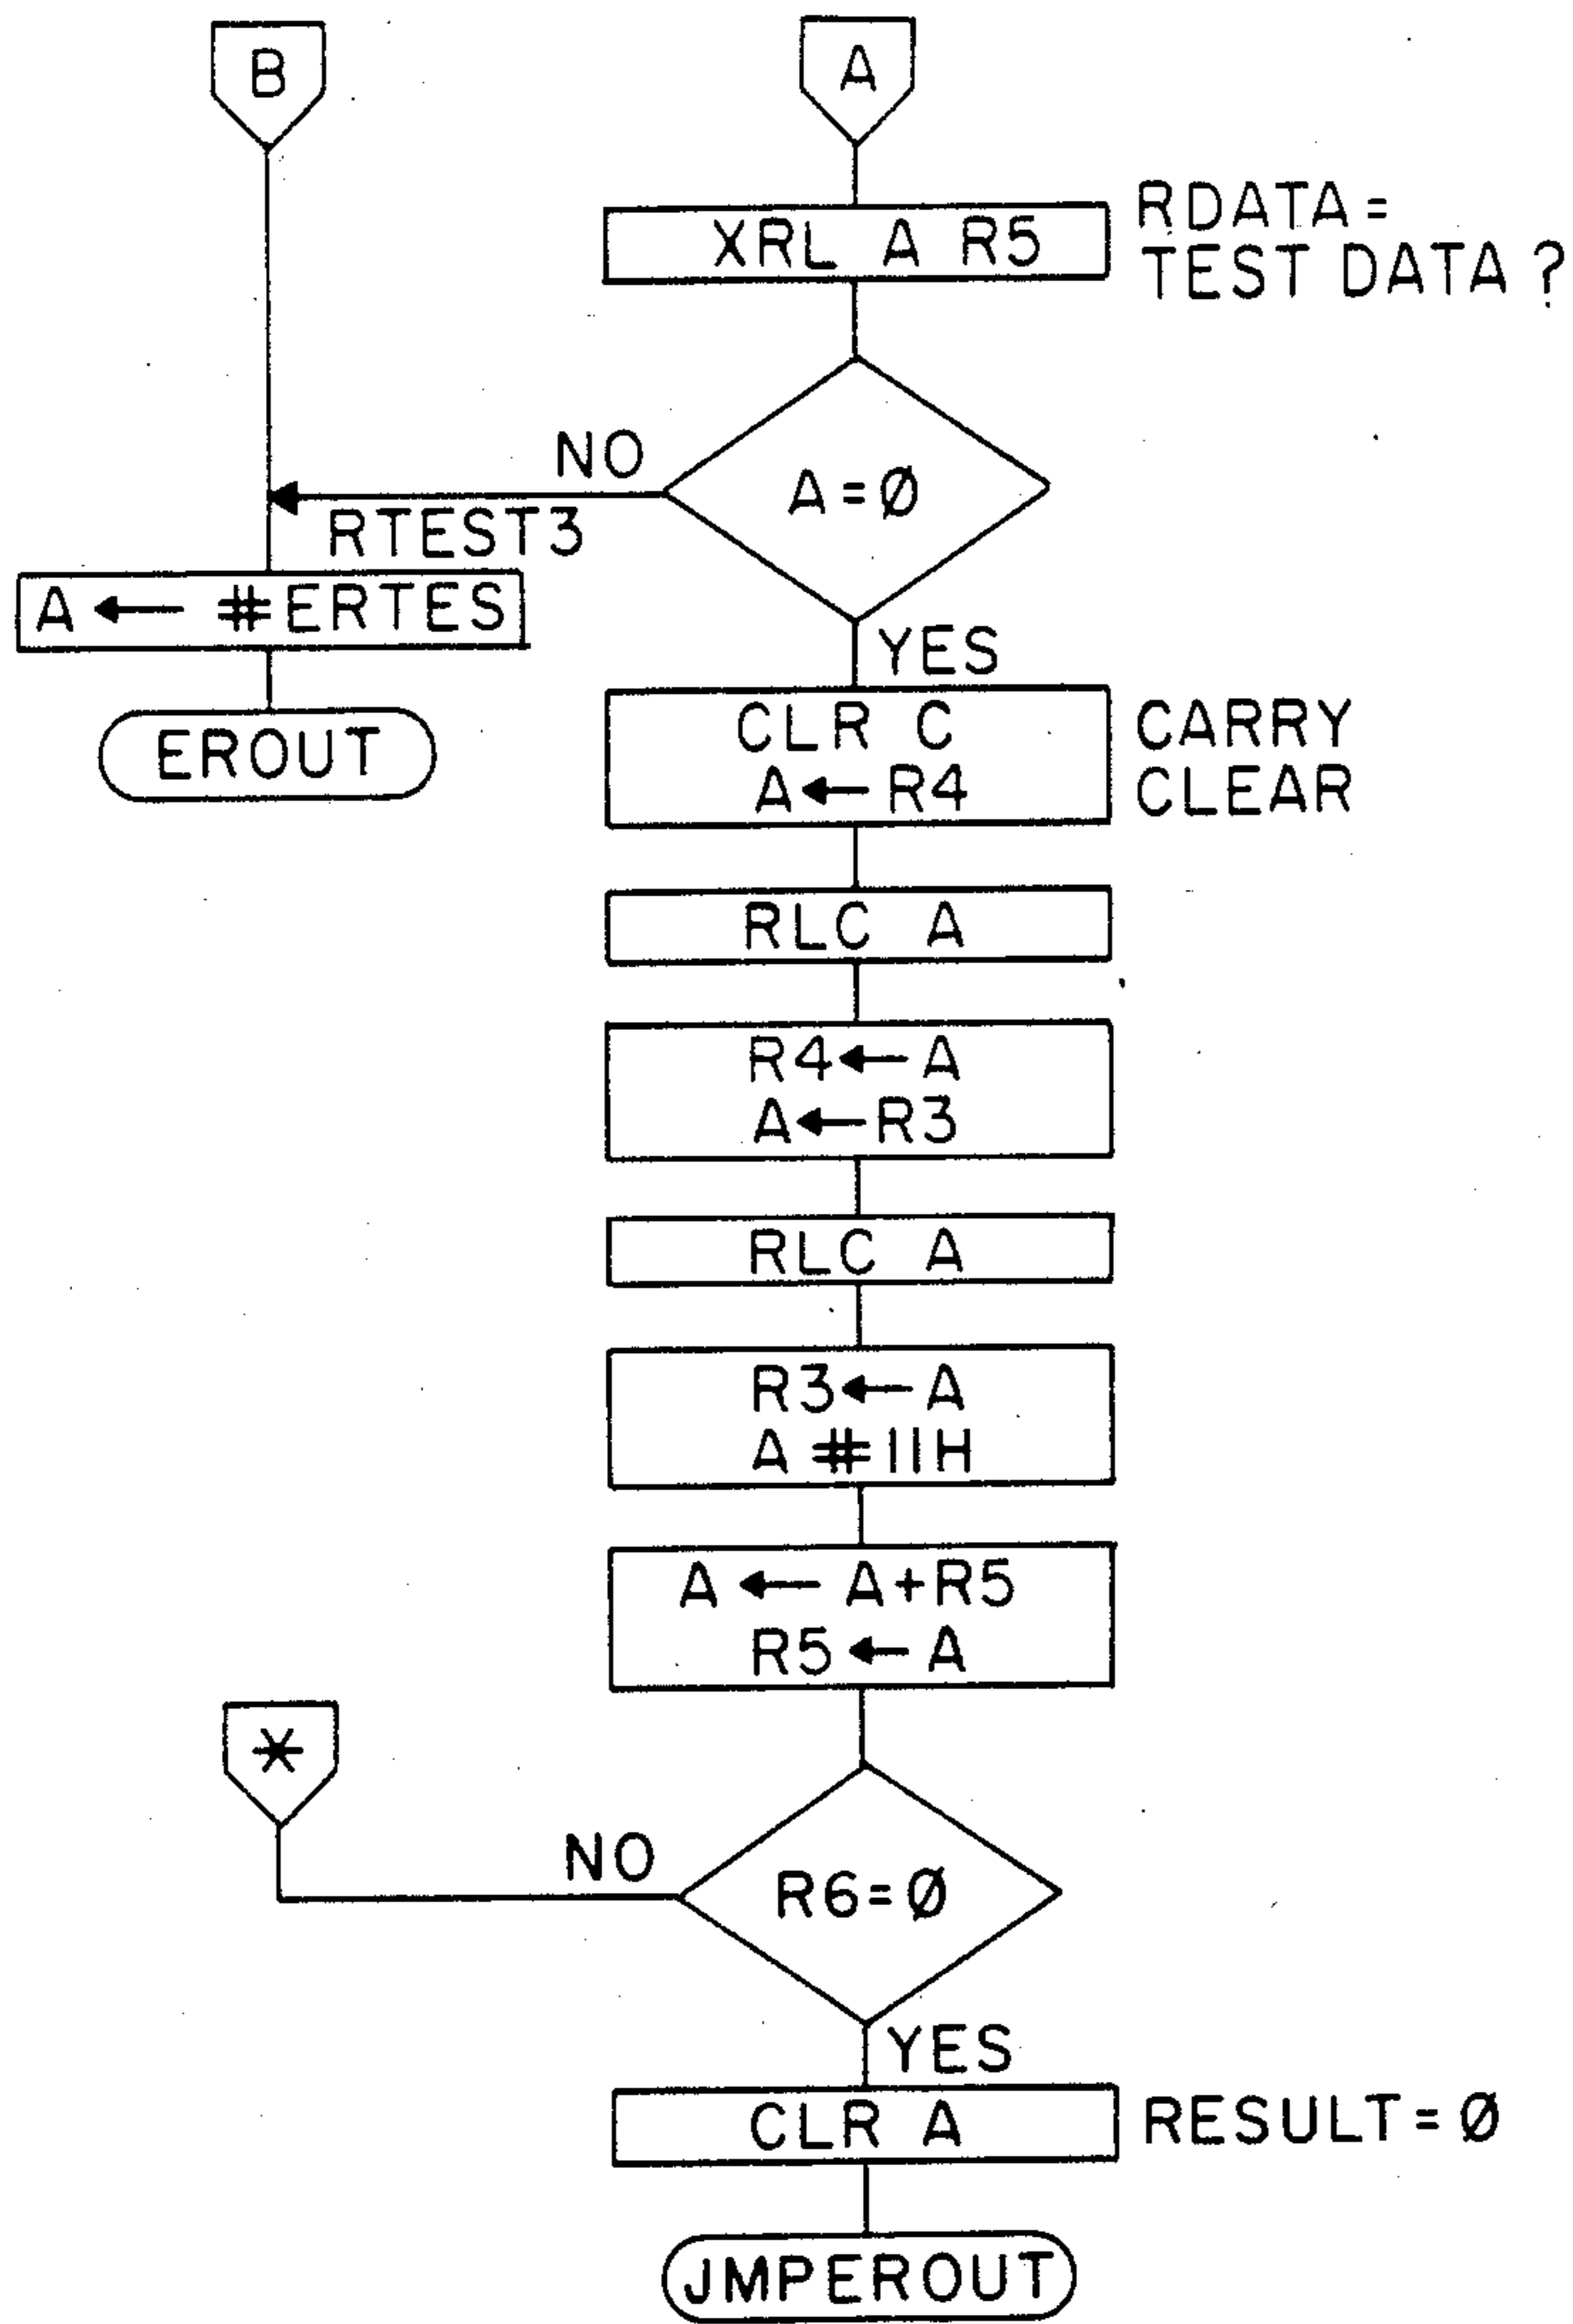 B
A
XRL A R5
RDATA=
TEST DATA ?
NO
A=Ø
RTEST3
A ← #ERTES
YES
EROUT
CLR C
A ← R4
CARRY
CLEAR
RLC A
R4 ← A
A ← R3
RLC A
R3 ← A
A #11H
A ← A+R5
R5 ← A
*
NO
R6=Ø
YES
CLR A
RESULT=Ø
JMPEROUT